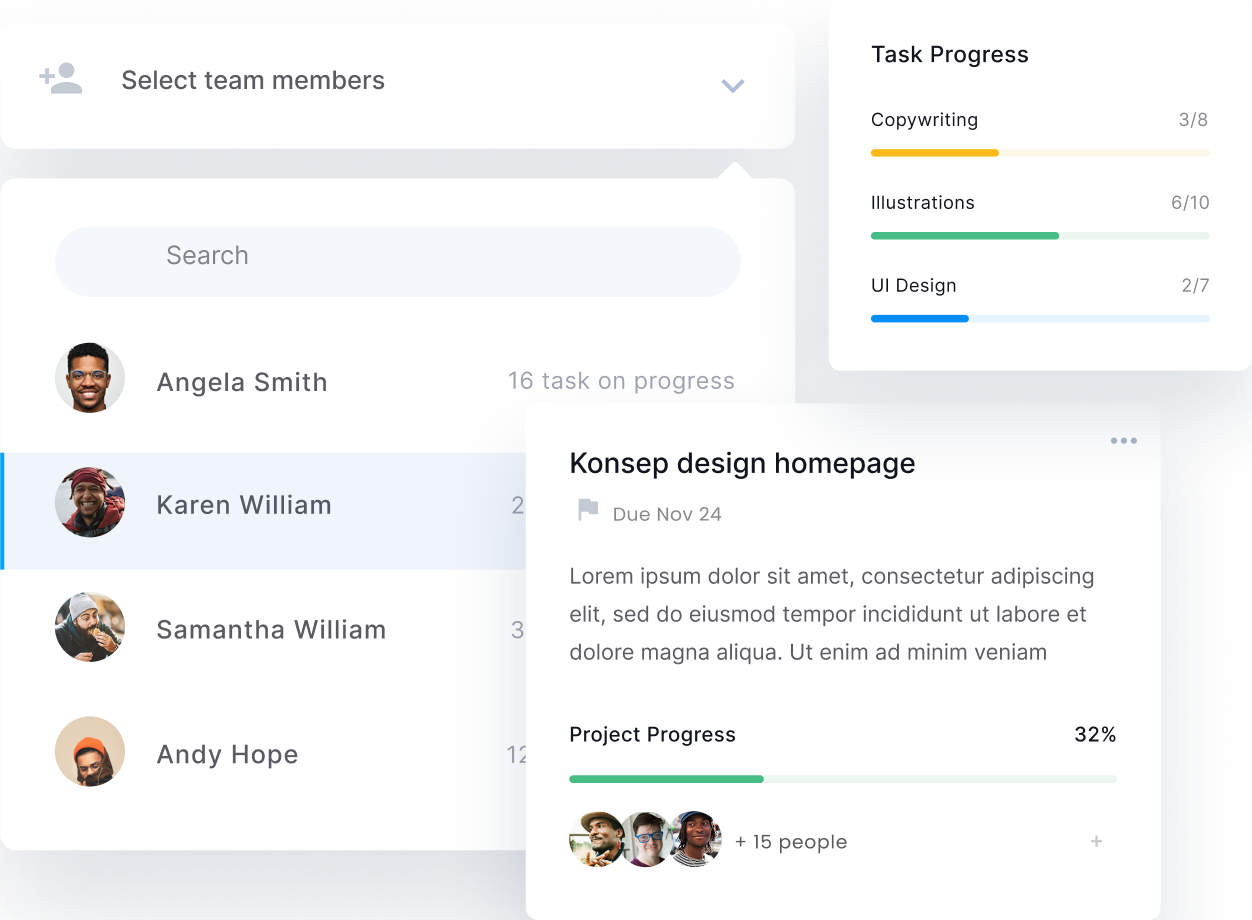 Select team members
Search
Angela Smith
16 task on progress
Karen William
2
Samantha William
3
Andy Hope
12
Task Progress
Copywriting 3/8
Illustrations 6/10
UI Design 2/7
Konsep design homepage
Due Nov 24
Lorem ipsum dolor sit amet, consectetur adipiscing
elit, sed do eiusmod tempor incididunt ut labore et
dolore magna aliqua. Ut enim ad minim veniam
Project Progress 32%
+ 15 people +